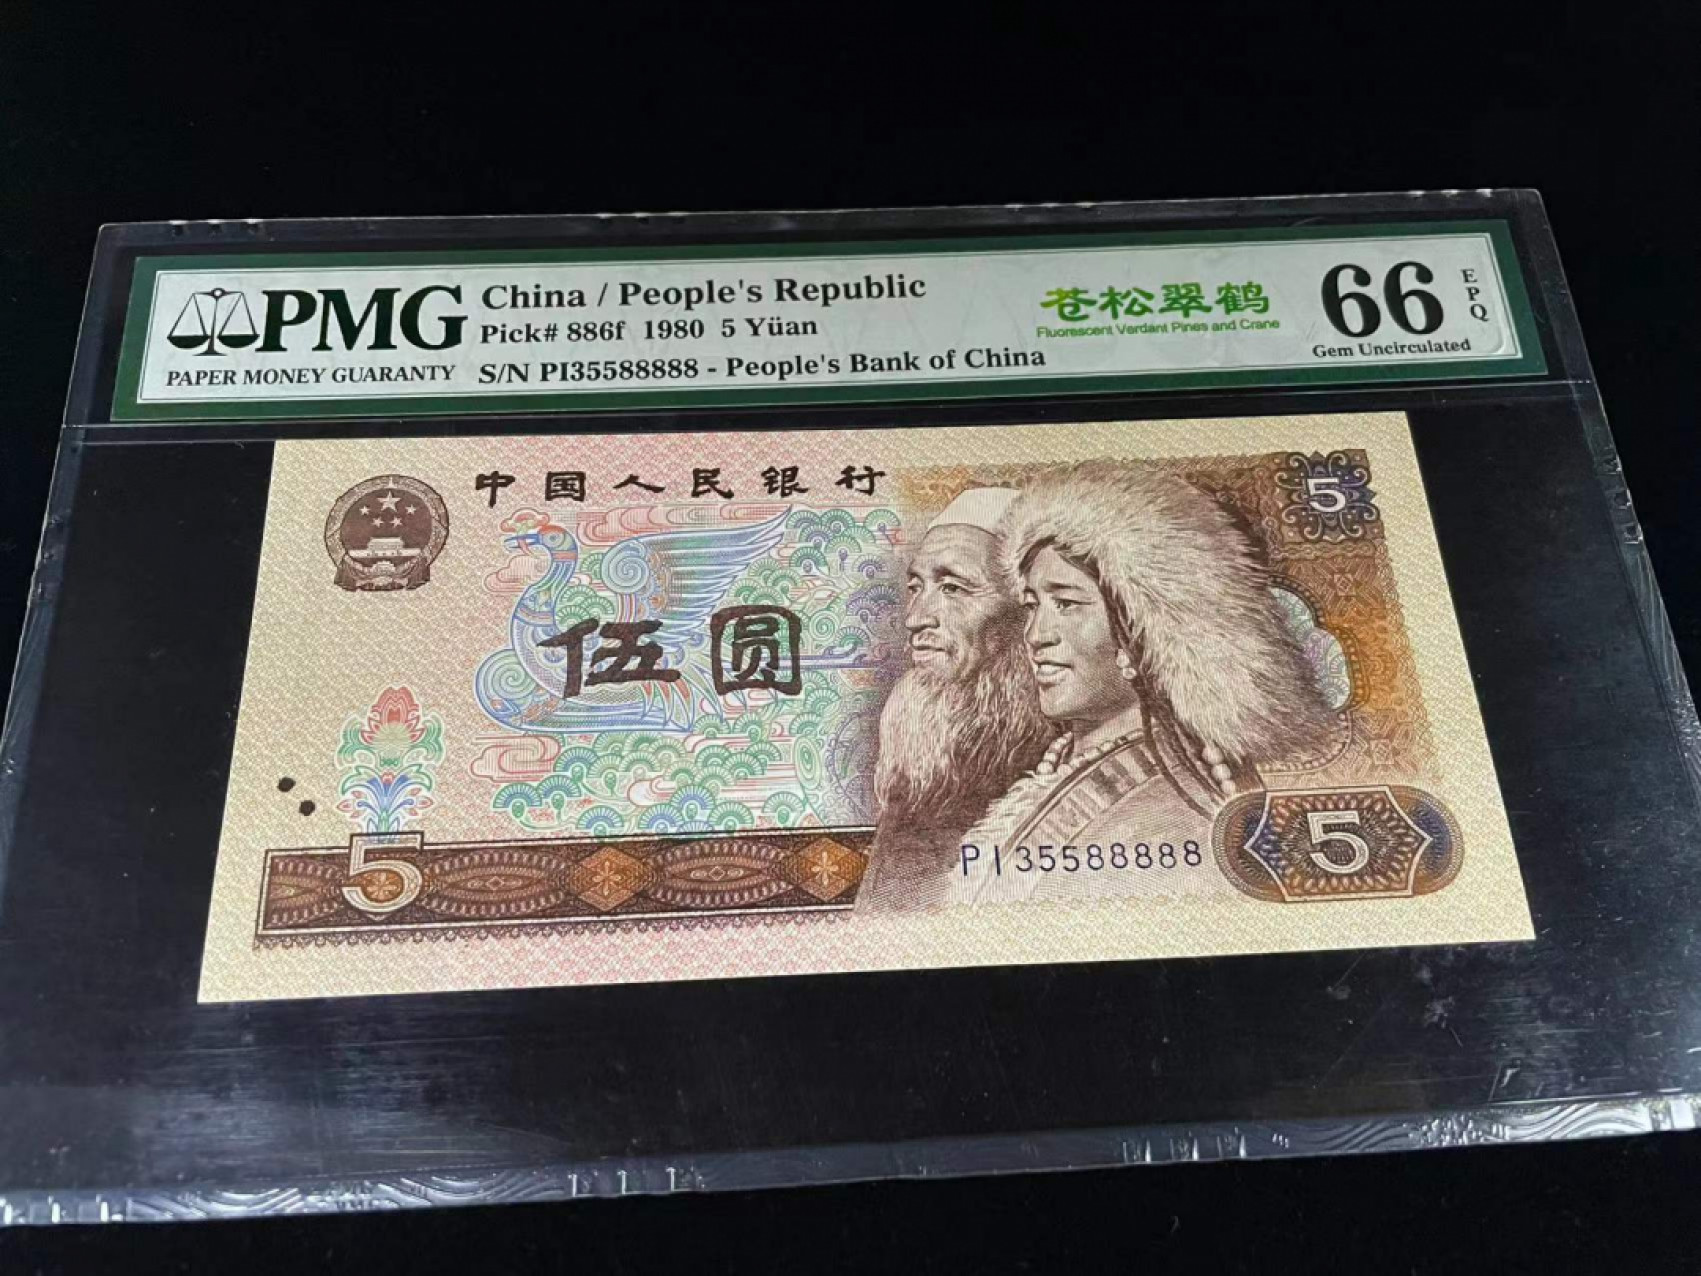 PMG
PAPER MONEY GUARANTY
China / People's Republic
Pick# 886f 1980 5 Yüan
S/N PI35588888 - People's Bank of China
苍松翠鹤
Fluorescent Verdant Pines and Crane
66
EPQ
Gem Uncirculated
中国人民银行
5
伍圆
5
PI35588888
5